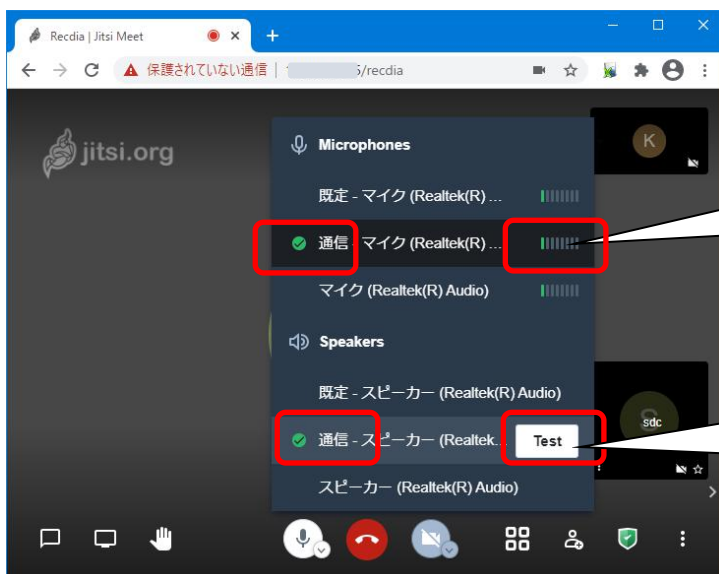 Recdia | Jitsi Meet
保護されていない通信 | /recdia
jitsi.org
K
Microphones
既定 - マイク (Realtek(R) ...
通信 - マイク (Realtek(R) ...
マイク (Realtek(R) Audio)
Speakers
既定 - スピーカー (Realtek(R) Audio)
通信 - スピーカー (Realtek... Test
sdc
スピーカー (Realtek(R) Audio)